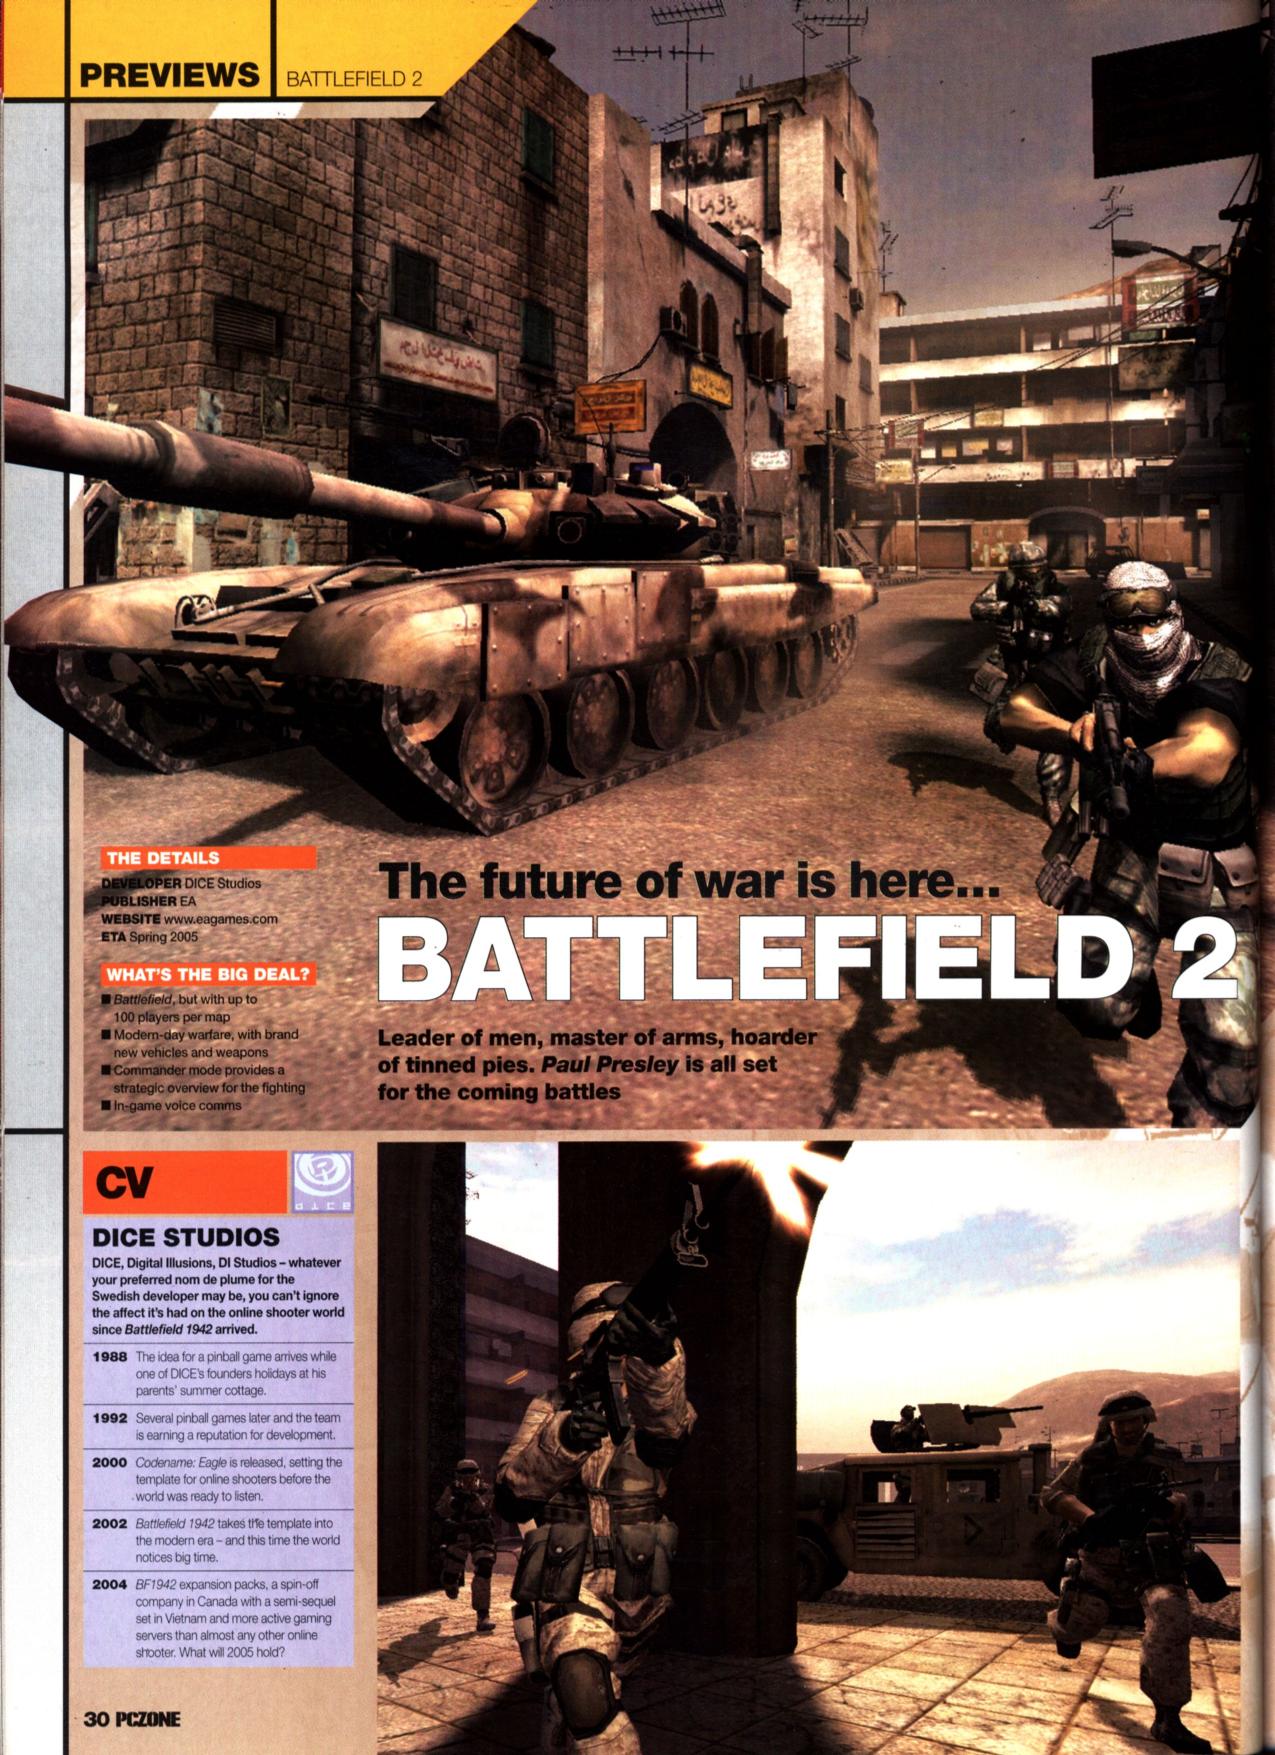 PREVIEWS
BATTLEFIELD 2
THE DETAILS
DEVELOPER DICE Studios
PUBLISHER EA
WEBSITE www.eagames.com
ETA Spring 2005
WHAT'S THE BIG DEAL?
■ Battlefield, but with up to
100 players per map
■ Modern-day warfare, with brand
new vehicles and weapons
■ Commander mode provides a
strategic overview for the fighting
■ In-game voice comms
The future of war is here...
BATTLEFIELD 2
Leader of men, master of arms, hoarder
of tinned pies. Paul Presley is all set
for the coming battles
CV
dice
DICE STUDIOS
DICE, Digital Illusions, DI Studios – whatever
your preferred nom de plume for the
Swedish developer may be, you can't ignore
the affect it's had on the online shooter world
since Battlefield 1942 arrived.
1988 The idea for a pinball game arrives while
one of DICE's founders holidays at his
parents' summer cottage.
1992 Several pinball games later and the team
is earning a reputation for development.
2000 Codename: Eagle is released, setting the
template for online shooters before the
world was ready to listen.
2002 Battlefield 1942 takes the template into
the modern era – and this time the world
notices big time.
2004 BF1942 expansion packs, a spin-off
company in Canada with a semi-sequel
set in Vietnam and more active gaming
servers than almost any other online
shooter. What will 2005 hold?
30 PCZONE